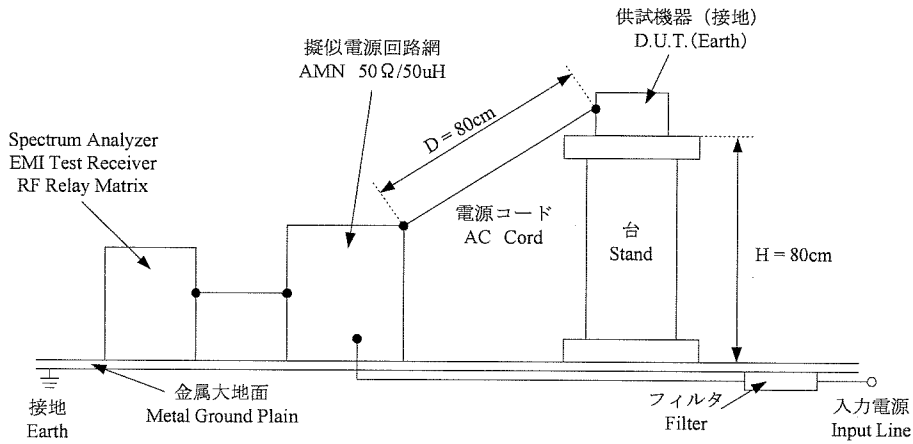 供試機器 (接地)
D.U.T.(Earth)
擬似電源回路網
AMN 50Ω/50uH
D = 80cm
Spectrum Analyzer
EMI Test Receiver
RF Relay Matrix
電源コード
AC Cord
台
Stand
H = 80cm
接地
Earth
金属大地面
Metal Ground Plain
フィルタ
Filter
入力電源
Input Line